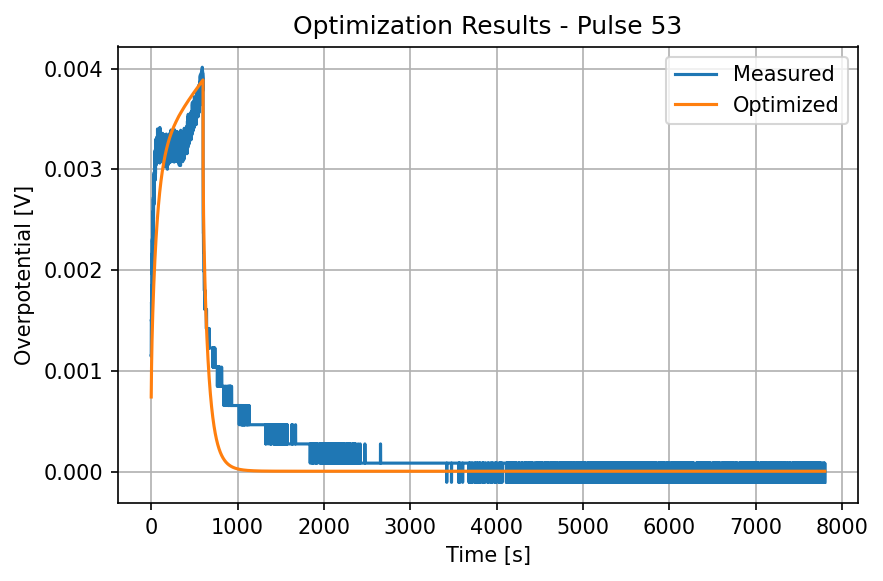 Optimization Results - Pulse 53
Measured
Optimized
Overpotential [V]
0.004
0.003
0.002
0.001
0.000
0 1000 2000 3000 4000 5000 6000 7000 8000
Time [s]